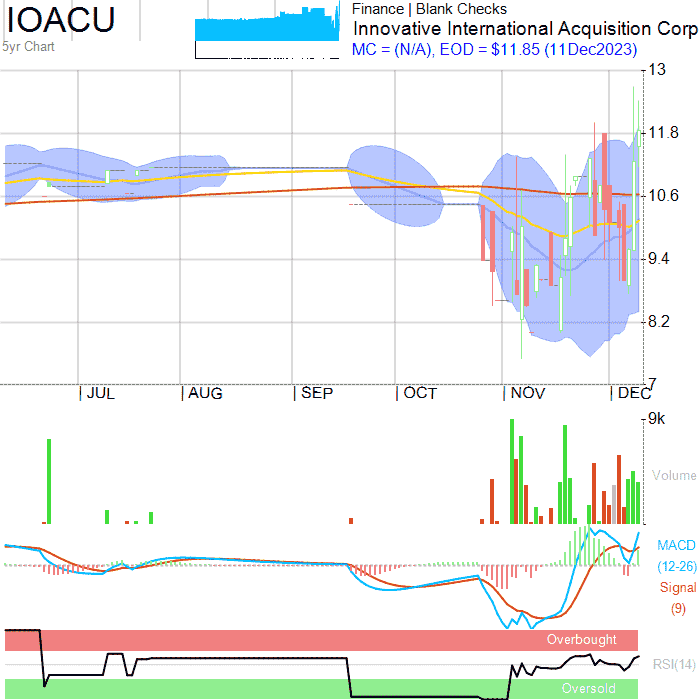 IOACU
5yr Chart
Finance | Blank Checks
Innovative International Acquisition Corp
MC = (N/A), EOD = $11.85 (11Dec2023)
13
11.8
10.6
9.4
8.2
7
| JUL | AUG | SEP | OCT | NOV | DEC
9k
Volume
MACD
(12-26)
Signal
(9)
Overbought
RSI(14)
Oversold